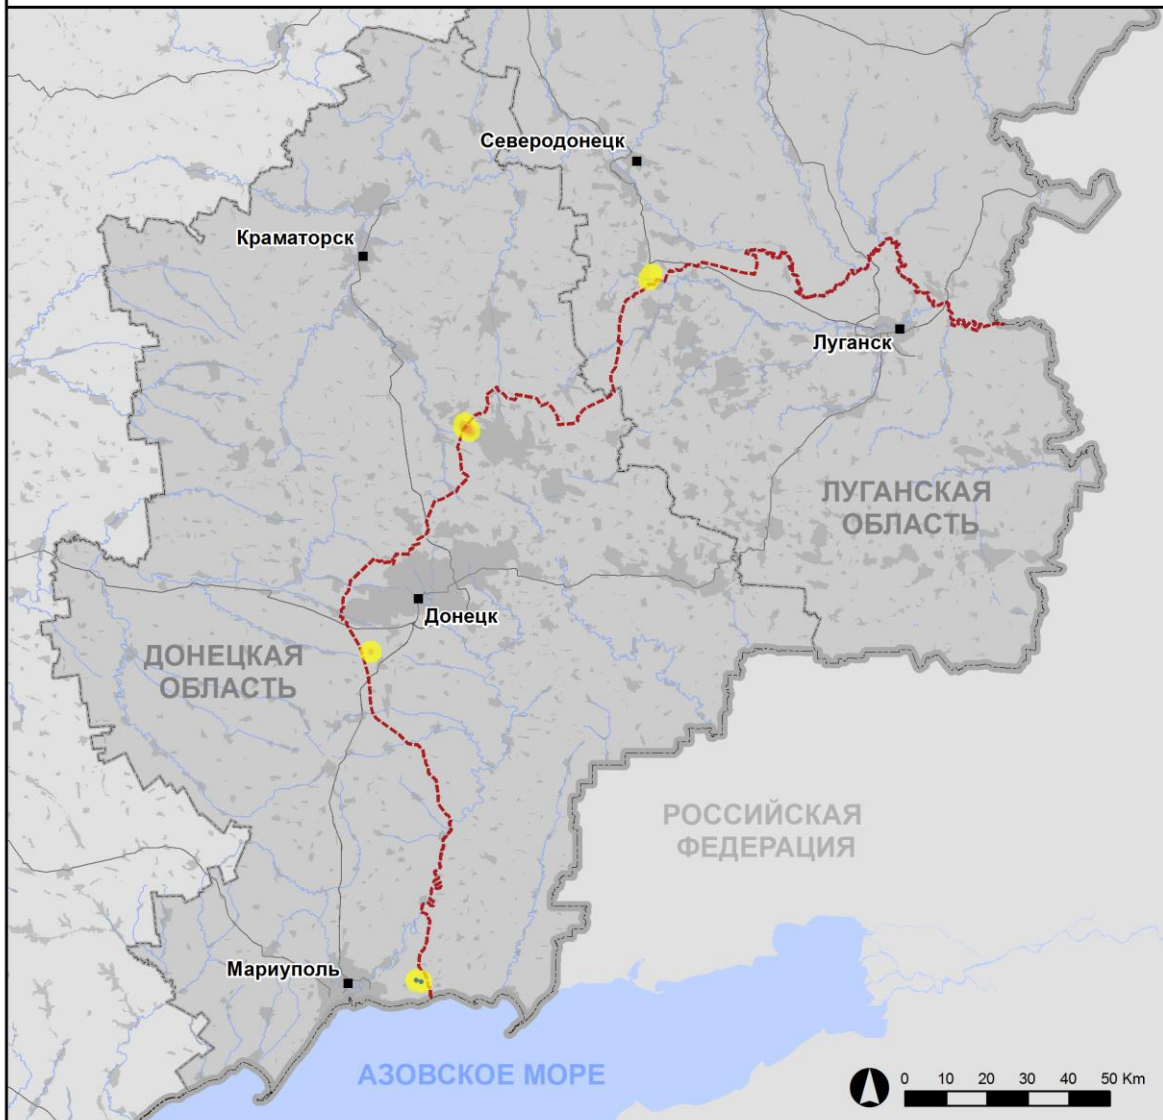 Северодонецк
Краматорск
Луганск
ЛУГАНСКАЯ
ОБЛАСТЬ
Донецк
ДОНЕЦКАЯ
ОБЛАСТЬ
РОССИЙСКАЯ
ФЕДЕРАЦИЯ
Мариуполь
АЗОВСКОЕ МОРЕ
0 10 20 30 40 50 Km